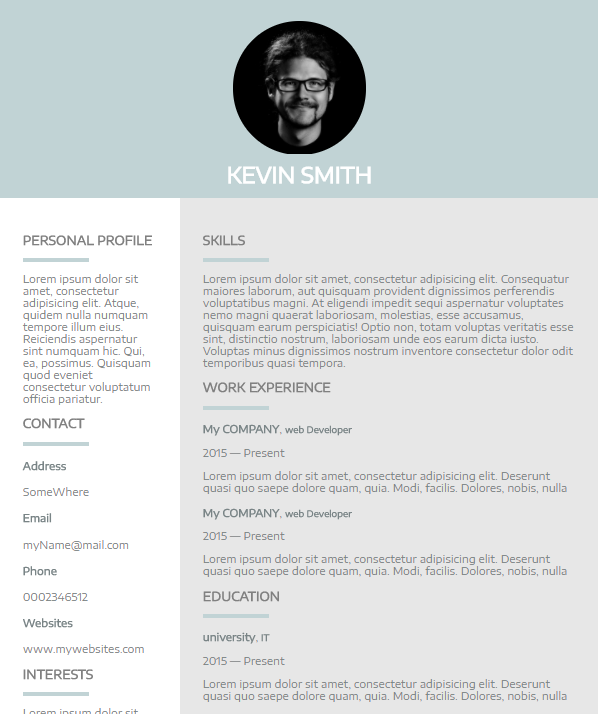 KEVIN SMITH
PERSONAL PROFILE
Lorem ipsum dolor sit
amet, consectetur
adipisicing elit. Atque,
quidem nulla numquam
tempore illum eius.
Reiciendis aspernatur
sint numquam hic. Qui,
ea, possimus. Quisquam
quod eveniet
consectetur voluptatum
officia pariatur.
CONTACT
Address
SomeWhere
Email
myName@mail.com
Phone
0002346512
Websites
www.mywebsites.com
INTERESTS
Lorem ipsum dolor sit
SKILLS
Lorem ipsum dolor sit amet, consectetur adipisicing elit. Consequatur
maiores laborum, aut quisquam provident dignissimos perferendis
voluptatibus magni. At eligendi impedit sequi aspernatur voluptates
nemo magni quaerat laboriosam, molestias, esse accusamus,
quisquam earum perspiciatis! Optio non, totam voluptas veritatis esse
sint, distinctio nostrum, laboriosam unde eos earum dicta iusto.
Voluptas minus dignissimos nostrum inventore consectetur dolor odit
temporibus quasi tempora.
WORK EXPERIENCE
My COMPANY, web Developer
2015 — Present
Lorem ipsum dolor sit amet, consectetur adipisicing elit. Deserunt
quasi quo saepe dolore quam, quia. Modi, facilis. Dolores, nobis, nulla
My COMPANY, web Developer
2015 — Present
Lorem ipsum dolor sit amet, consectetur adipisicing elit. Deserunt
quasi quo saepe dolore quam, quia. Modi, facilis. Dolores, nobis, nulla
EDUCATION
university, IT
2015 — Present
Lorem ipsum dolor sit amet, consectetur adipisicing elit. Deserunt
quasi quo saepe dolore quam, quia. Modi, facilis. Dolores, nobis, nulla